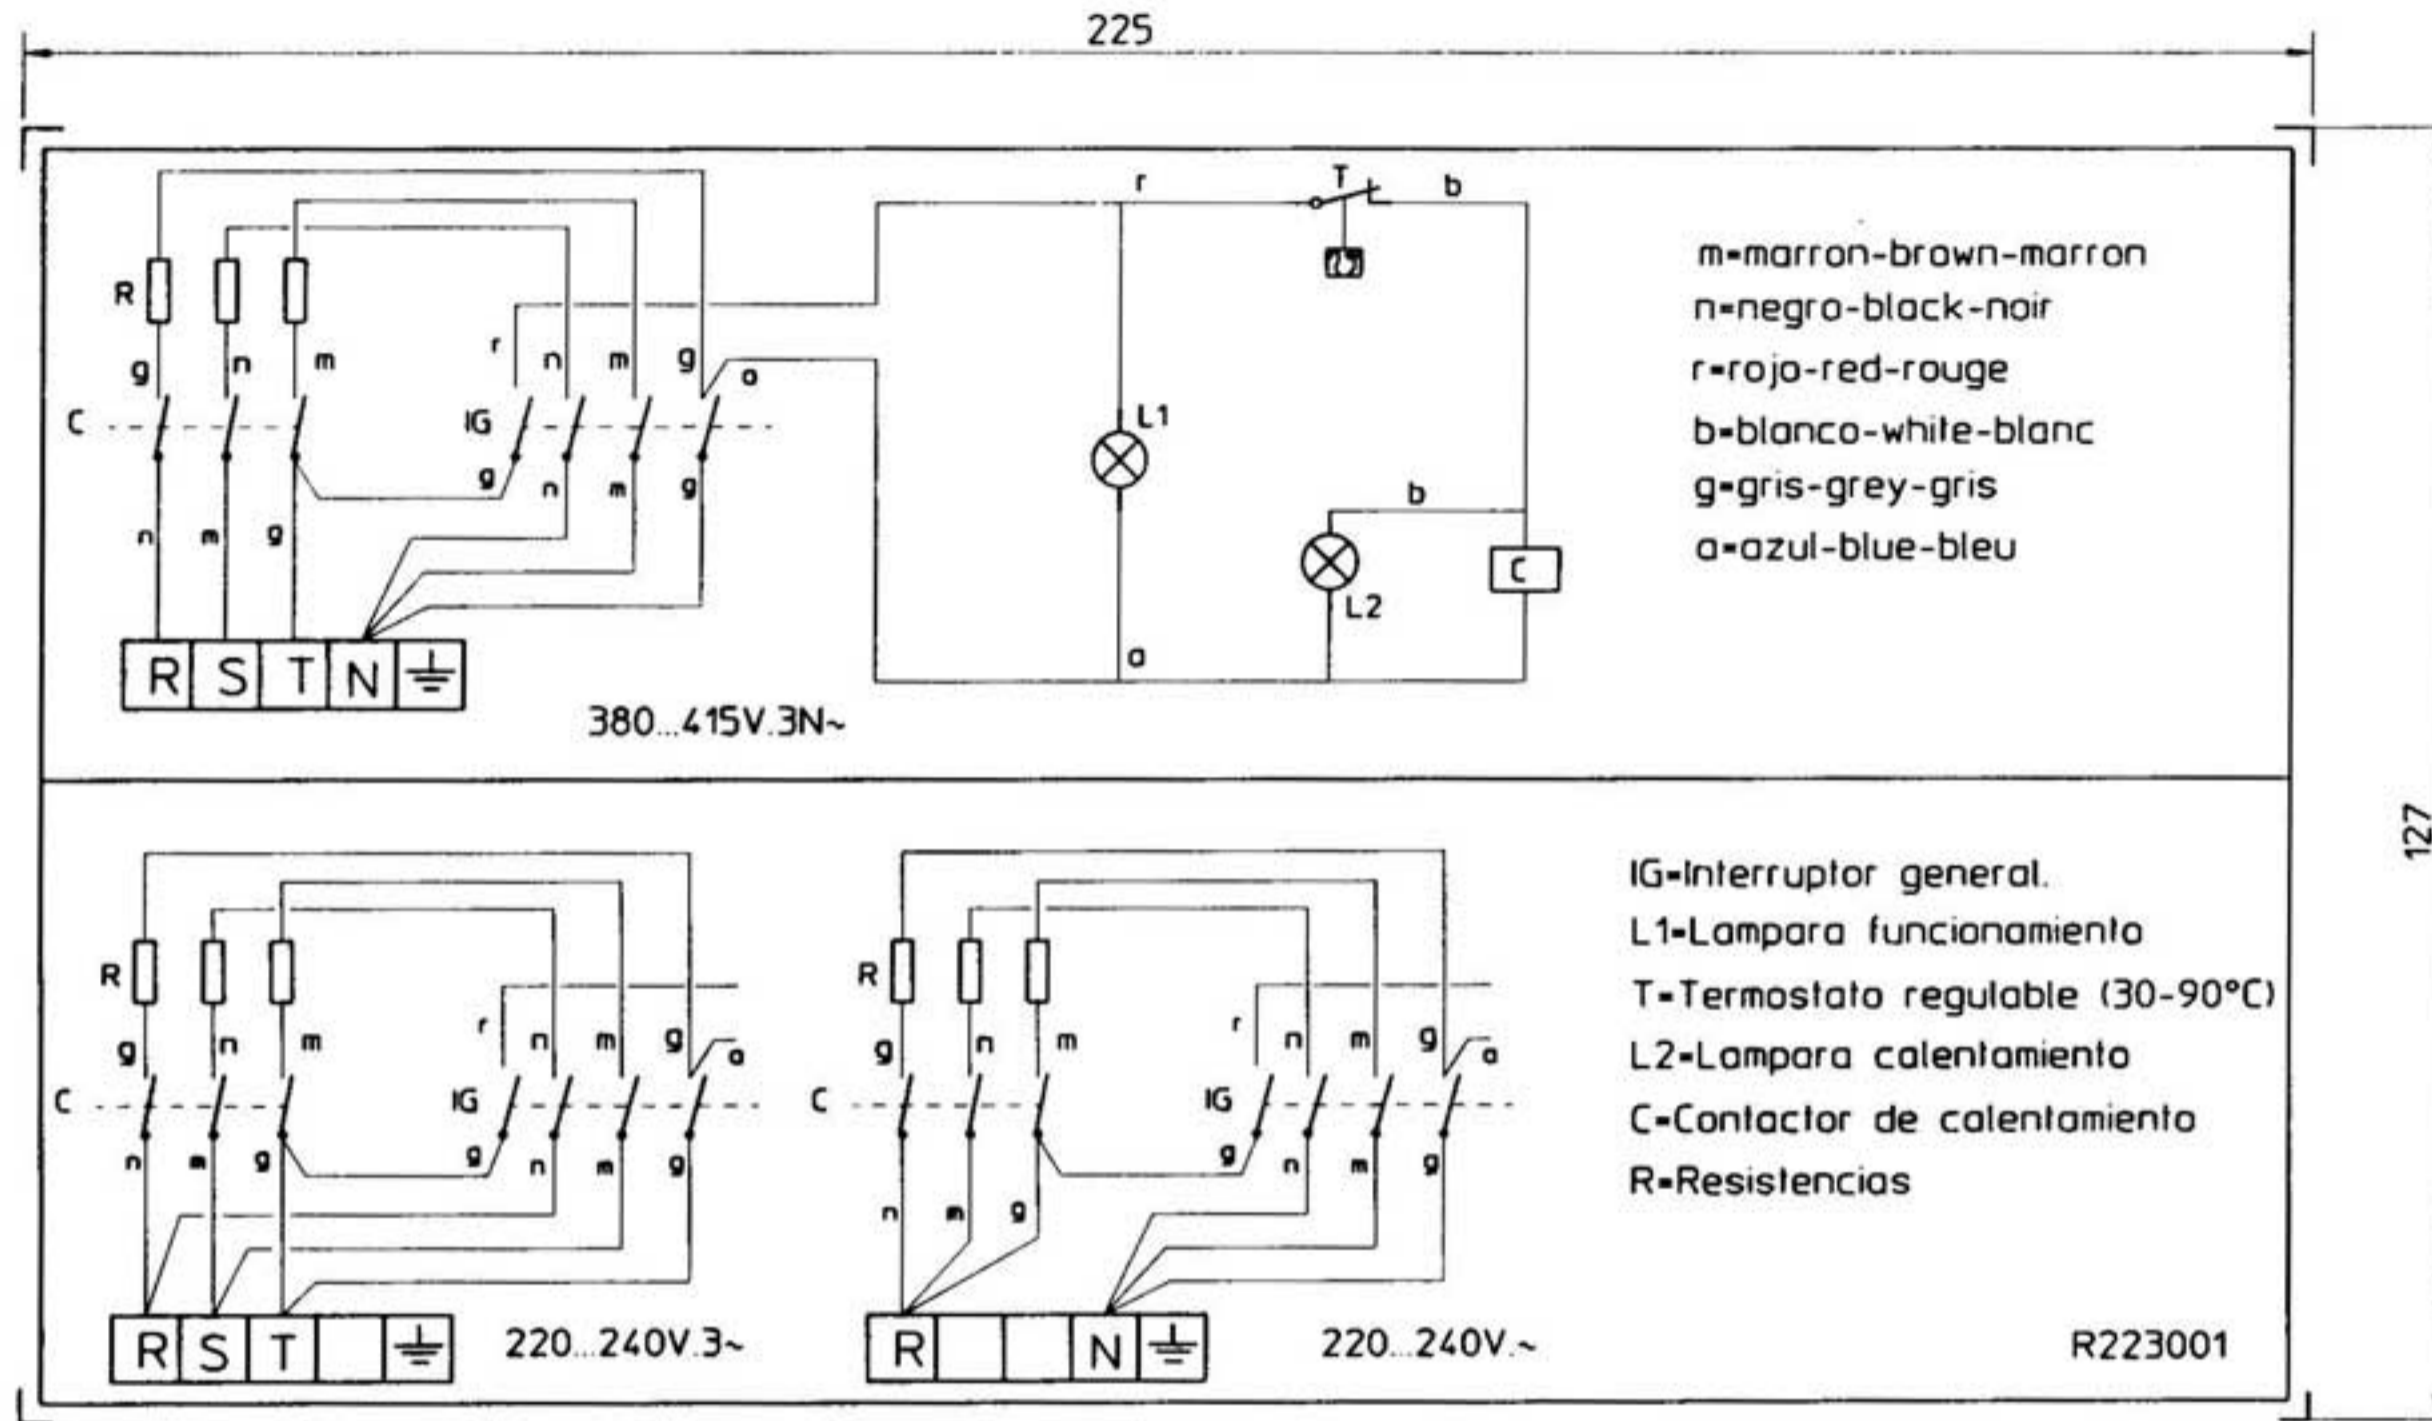 225
127
r
T
b
R
g
n
m
r
n
m
g
a
C
IG
g
n
m
g
n
m
g
L1
b
L2
C
a
R S T N
380...415V.3N~
m=marron-brown-marron
n=negro-black-noir
r=rojo-red-rouge
b=blanco-white-blanc
g=gris-grey-gris
a=azul-blue-bleu
R
g
n
m
r
n
m
g
a
C
IG
n
m
g
g
n
m
g
R S T
220...240V.3~
R
g
n
m
r
n
m
g
a
C
IG
g
n
m
g
n
m
g
R N
220...240V.~
IG=Interruptor general.
L1=Lampara funcionamiento
T=Termostato regulable (30-90°C)
L2=Lampara calentamiento
C=Contactor de calentamiento
R=Resistencias
R223001